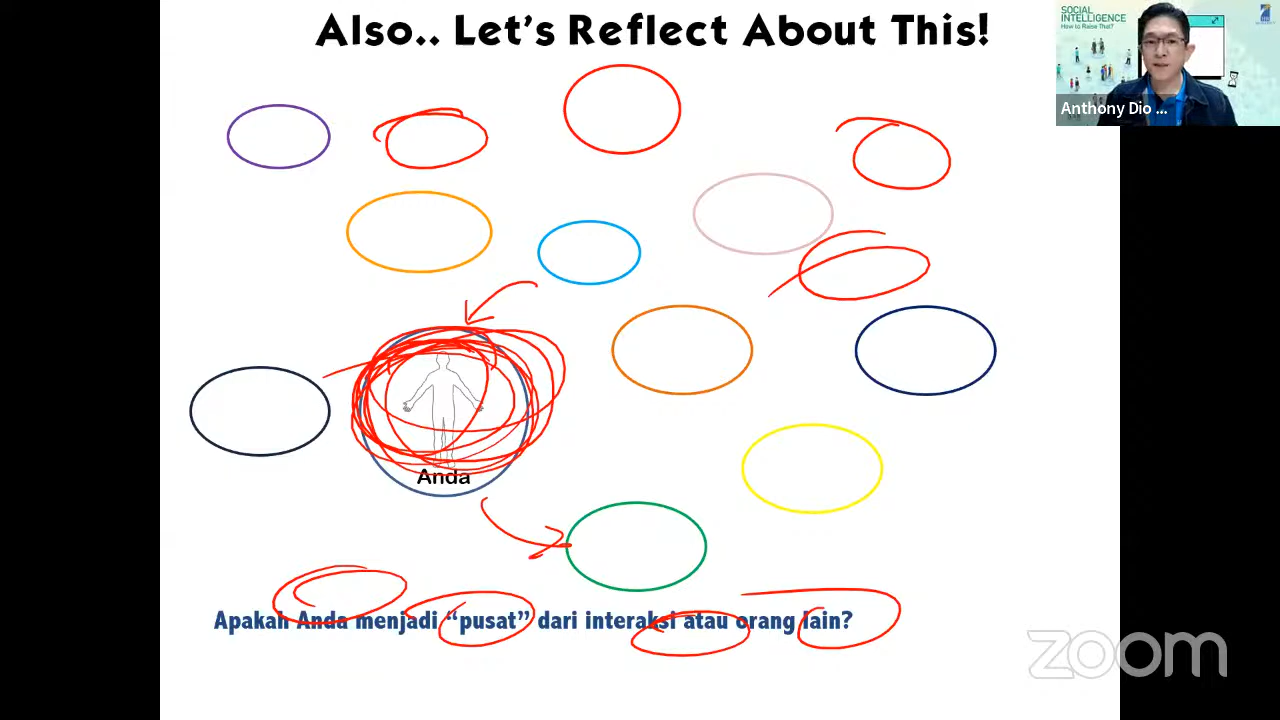 Also.. Let's Reflect About This!
SOCIAL
INTELLIGENCE
How to Raise That?
Anthony Dio ...
Anda
Apakah Anda menjadi “pusat” dari interaksi atau orang lain?
zoom